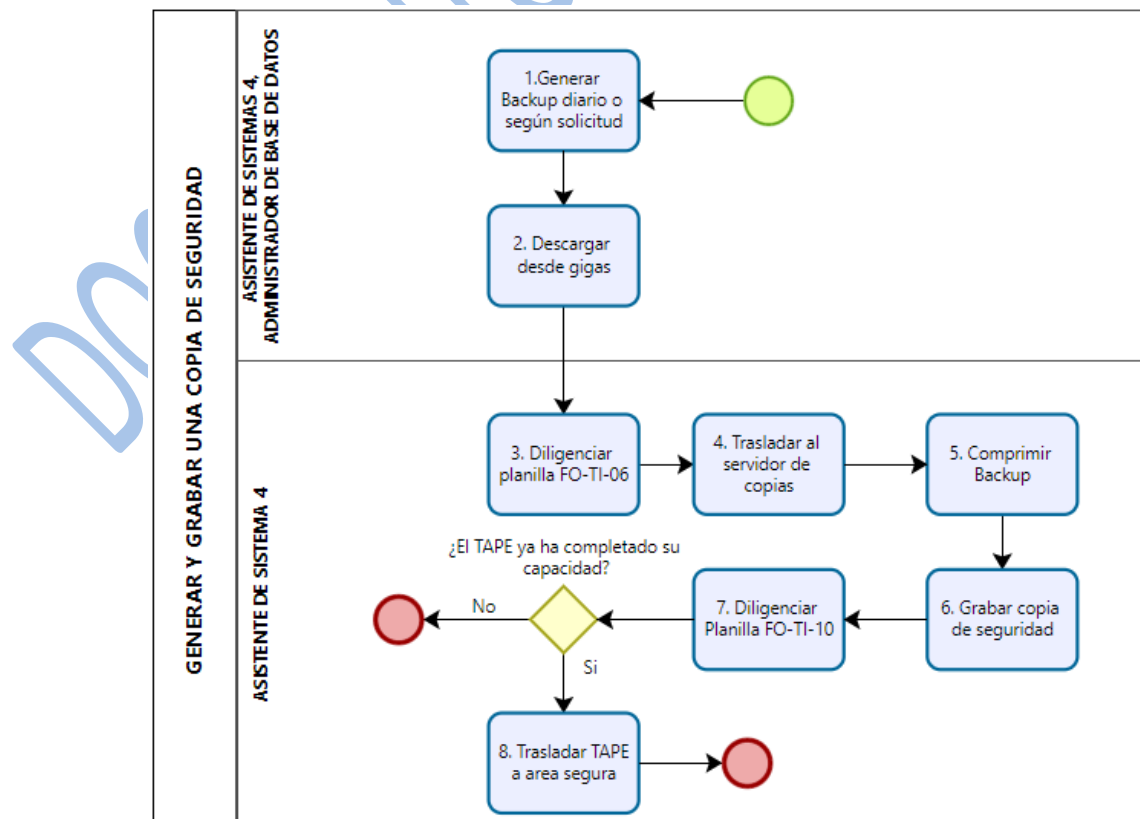 GENERAR Y GRABAR UNA COPIA DE SEGURIDAD
ASISTENTE DE SISTEMAS 4,
ADMINISTRADOR DE BASE DE DATOS
1.Generar
Backup diario o
según solicitud
2. Descargar
desde gigas
ASISTENTE DE SISTEMA 4
3. Diligenciar
planilla FO-TI-06
4. Trasladar al
servidor de
copias
5. Comprimir
Backup
6. Grabar copia
de seguridad
7. Diligenciar
Planilla FO-TI-10
¿El TAPE ya ha completado su
capacidad?
No
Si
8. Trasladar TAPE
a area segura